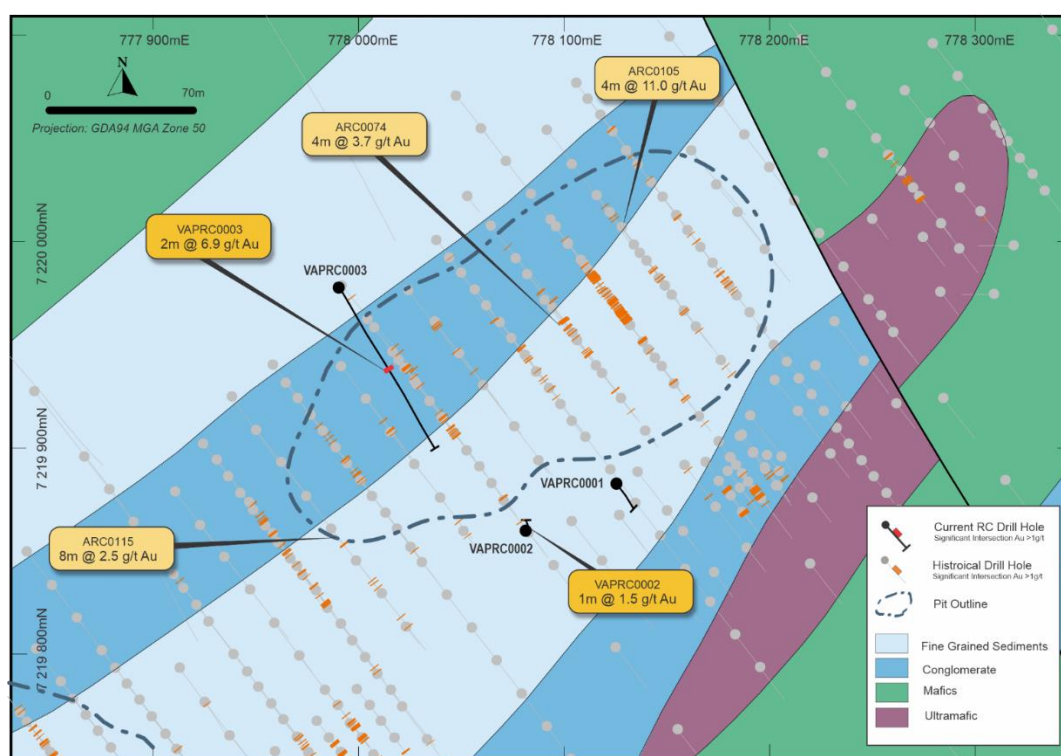 777 900mE
778 000mE
778 100mE
778 200mE
778 300mE
N
0
70m
Projection: GDA94 MGA Zone 50
ARC0105
4m @ 11.0 g/t Au
ARC0074
4m @ 3.7 g/t Au
VAPRC0003
2m @ 6.9 g/t Au
VAPRC0003
7 220 000mN
7 219 900mN
VAPRC0001
VAPRC0002
ARC0115
8m @ 2.5 g/t Au
VAPRC0002
1m @ 1.5 g/t Au
7 219 800mN
Current RC Drill Hole
Significant Intersection Au >1g/t
Histroical Drill Hole
Significant Intersection Au >1g/t
Pit Outline
Fine Grained Sediments
Conglomerate
Mafics
Ultramafic